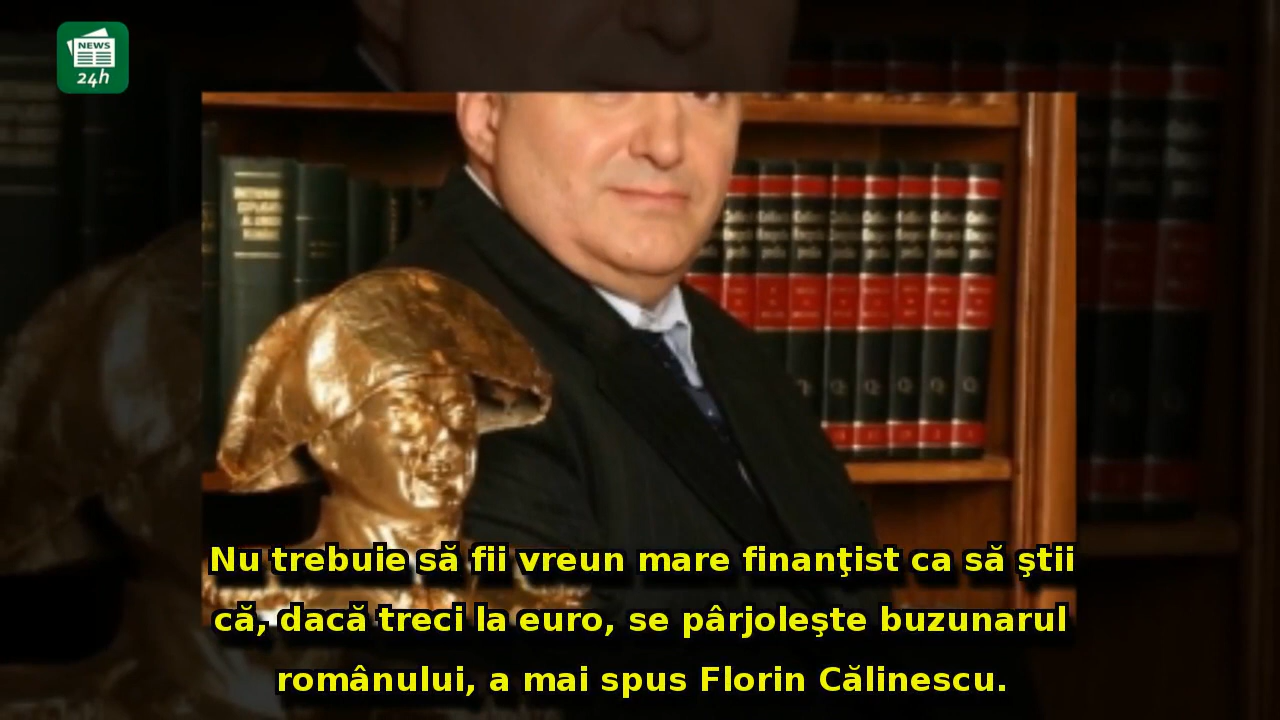 NEWS
24h
Nu trebuie să fii vreun mare finanţist ca să ştii
că, dacă treci la euro, se pârjoleşte buzunarul
românului, a mai spus Florin Călinescu.